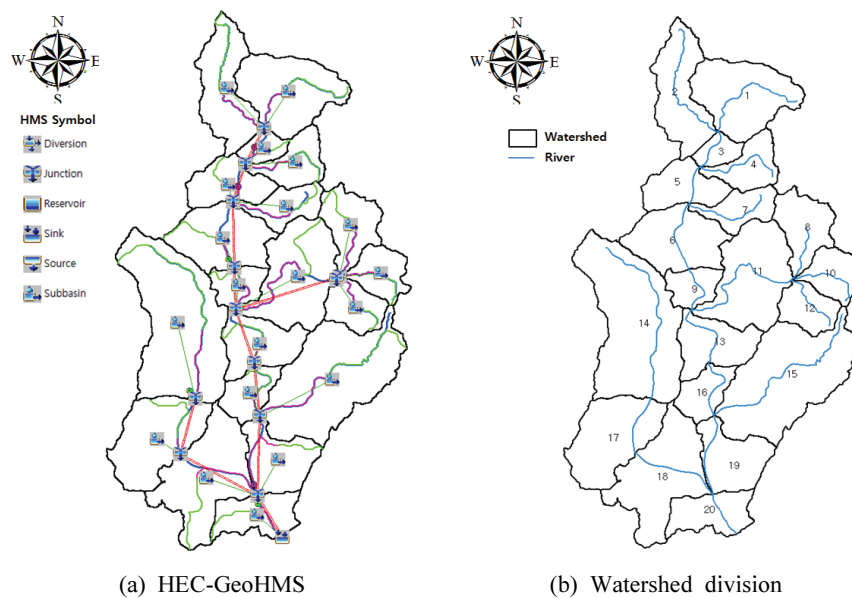 N
W E
S
HMS Symbol
Diversion
Junction
Reservoir
Sink
Source
Subbasin
(a) HEC-GeoHMS
N
W E
S
Watershed
River
1
2
3
4
5
7
8
6
10
11
9
12
14
13
15
16
17
19
18
20
(b) Watershed division